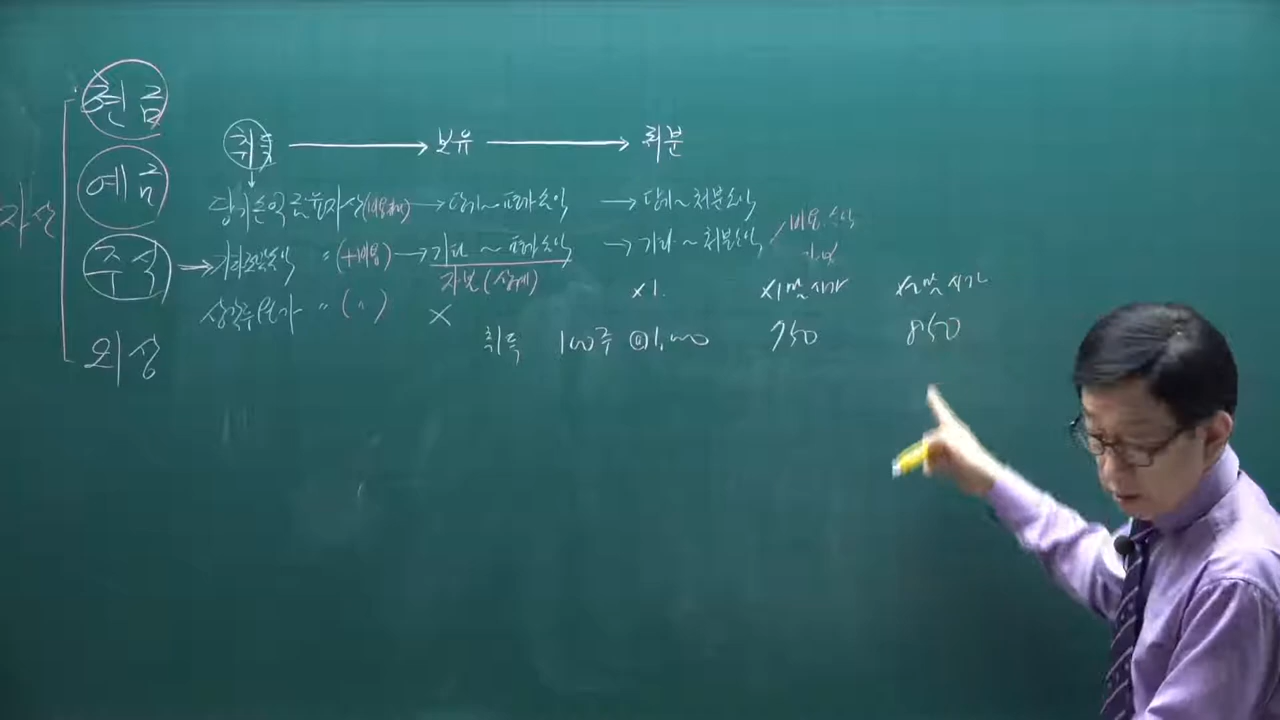 현금
예금
자산
주식
외상
취득 → 보유 → 처분
당기손익금융자산(비용처리) → 당기~평가손익 → 당기~처분손익
기타포괄손익 〃 (+비용) → 기타~평가손익 → 기타~처분손익
자본(상계)
상각후원가 〃 (〃) ×
×1. ×1말 시가 ×2말 시가
취득 100주 @1,000 950 850